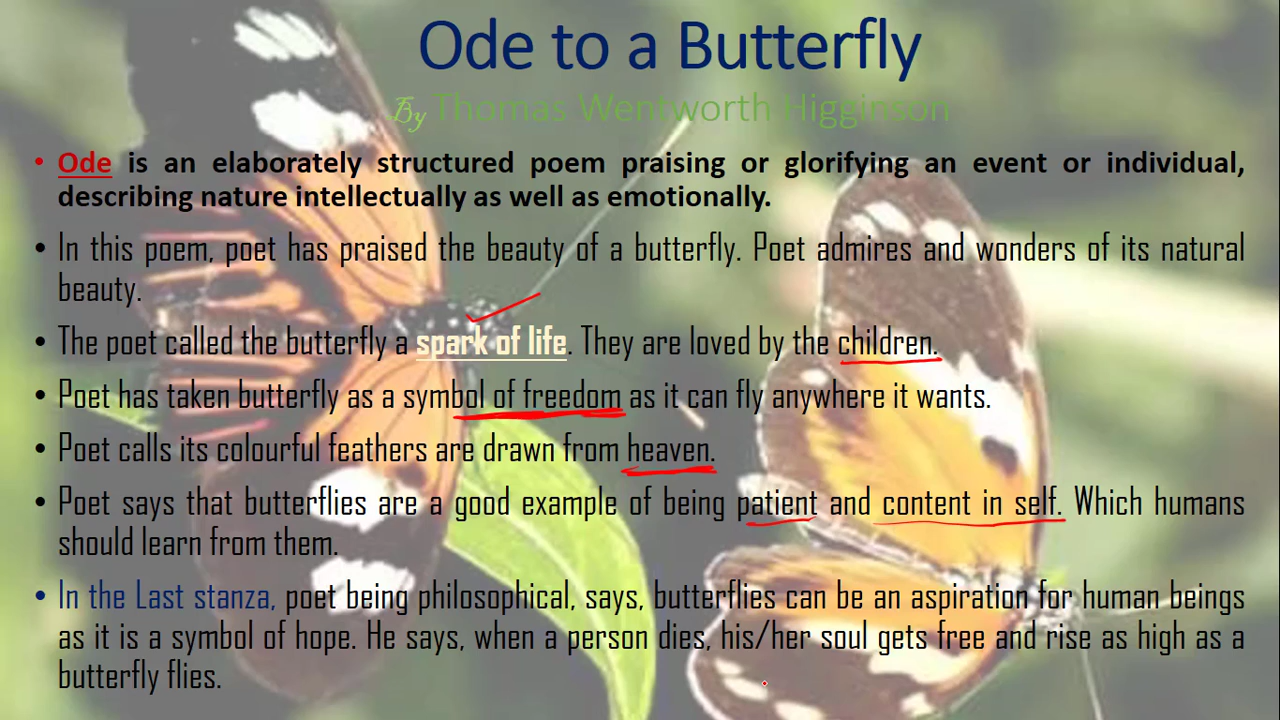 Ode to a Butterfly
By Thomas Wentworth Higginson
• Ode is an elaborately structured poem praising or glorifying an event or individual,
describing nature intellectually as well as emotionally.
• In this poem, poet has praised the beauty of a butterfly. Poet admires and wonders of its natural
beauty.
• The poet called the butterfly a spark of life. They are loved by the children.
• Poet has taken butterfly as a symbol of freedom as it can fly anywhere it wants.
• Poet calls its colourful feathers are drawn from heaven.
• Poet says that butterflies are a good example of being patient and content in self. Which humans
should learn from them.
• In the Last stanza, poet being philosophical, says, butterflies can be an aspiration for human beings
as it is a symbol of hope. He says, when a person dies, his/her soul gets free and rise as high as a
butterfly flies.